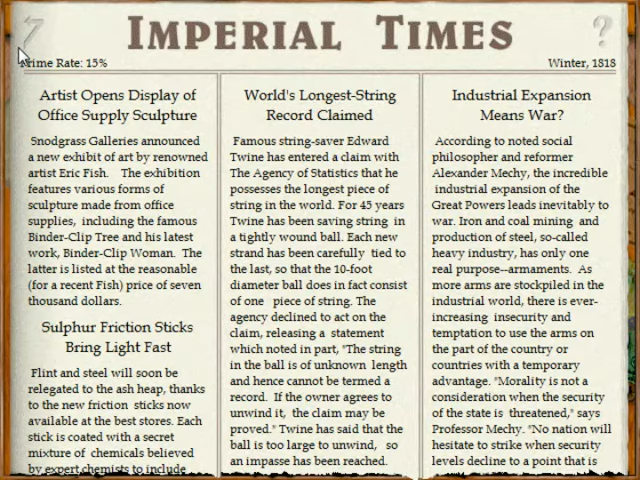 7 IMPERIAL TIMES ?
Prime Rate: 15% Winter, 1818
Artist Opens Display of
Office Supply Sculpture
Snodgrass Galleries announced
a new exhibit of art by renowned
artist Eric Fish. The exhibition
features various forms of
sculpture made from office
supplies, including the famous
Binder-Clip Tree and his latest
work, Binder-Clip Woman. The
latter is listed at the reasonable
(for a recent Fish) price of seven
thousand dollars.
Sulphur Friction Sticks
Bring Light Fast
Flint and steel will soon be
relegated to the ash heap, thanks
to the new friction sticks now
available at the best stores. Each
stick is coated with a secret
mixture of chemicals believed
by expert chemists to include
World's Longest-String
Record Claimed
Famous string-saver Edward
Twine has entered a claim with
The Agency of Statistics that he
possesses the longest piece of
string in the world. For 45 years
Twine has been saving string in
a tightly wound ball. Each new
strand has been carefully tied to
the last, so that the 10-foot
diameter ball does in fact consist
of one piece of string. The
agency declined to act on the
claim, releasing a statement
which noted in part, "The string
in the ball is of unknown length
and hence cannot be termed a
record. If the owner agrees to
unwind it, the claim may be
proved." Twine has said that the
ball is too large to unwind, so
an impasse has been reached.
Industrial Expansion
Means War?
According to noted social
philosopher and reformer
Alexander Mechy, the incredible
industrial expansion of the
Great Powers leads inevitably to
war. Iron and coal mining and
production of steel, so-called
heavy industry, has only one
real purpose--armaments. As
more arms are stockpiled in the
industrial world, there is ever-
increasing insecurity and
temptation to use the arms on
the part of the country or
countries with a temporary
advantage. "Morality is not a
consideration when the security
of the state is threatened," says
Professor Mechy. "No nation will
hesitate to strike when security
levels decline to a point that is